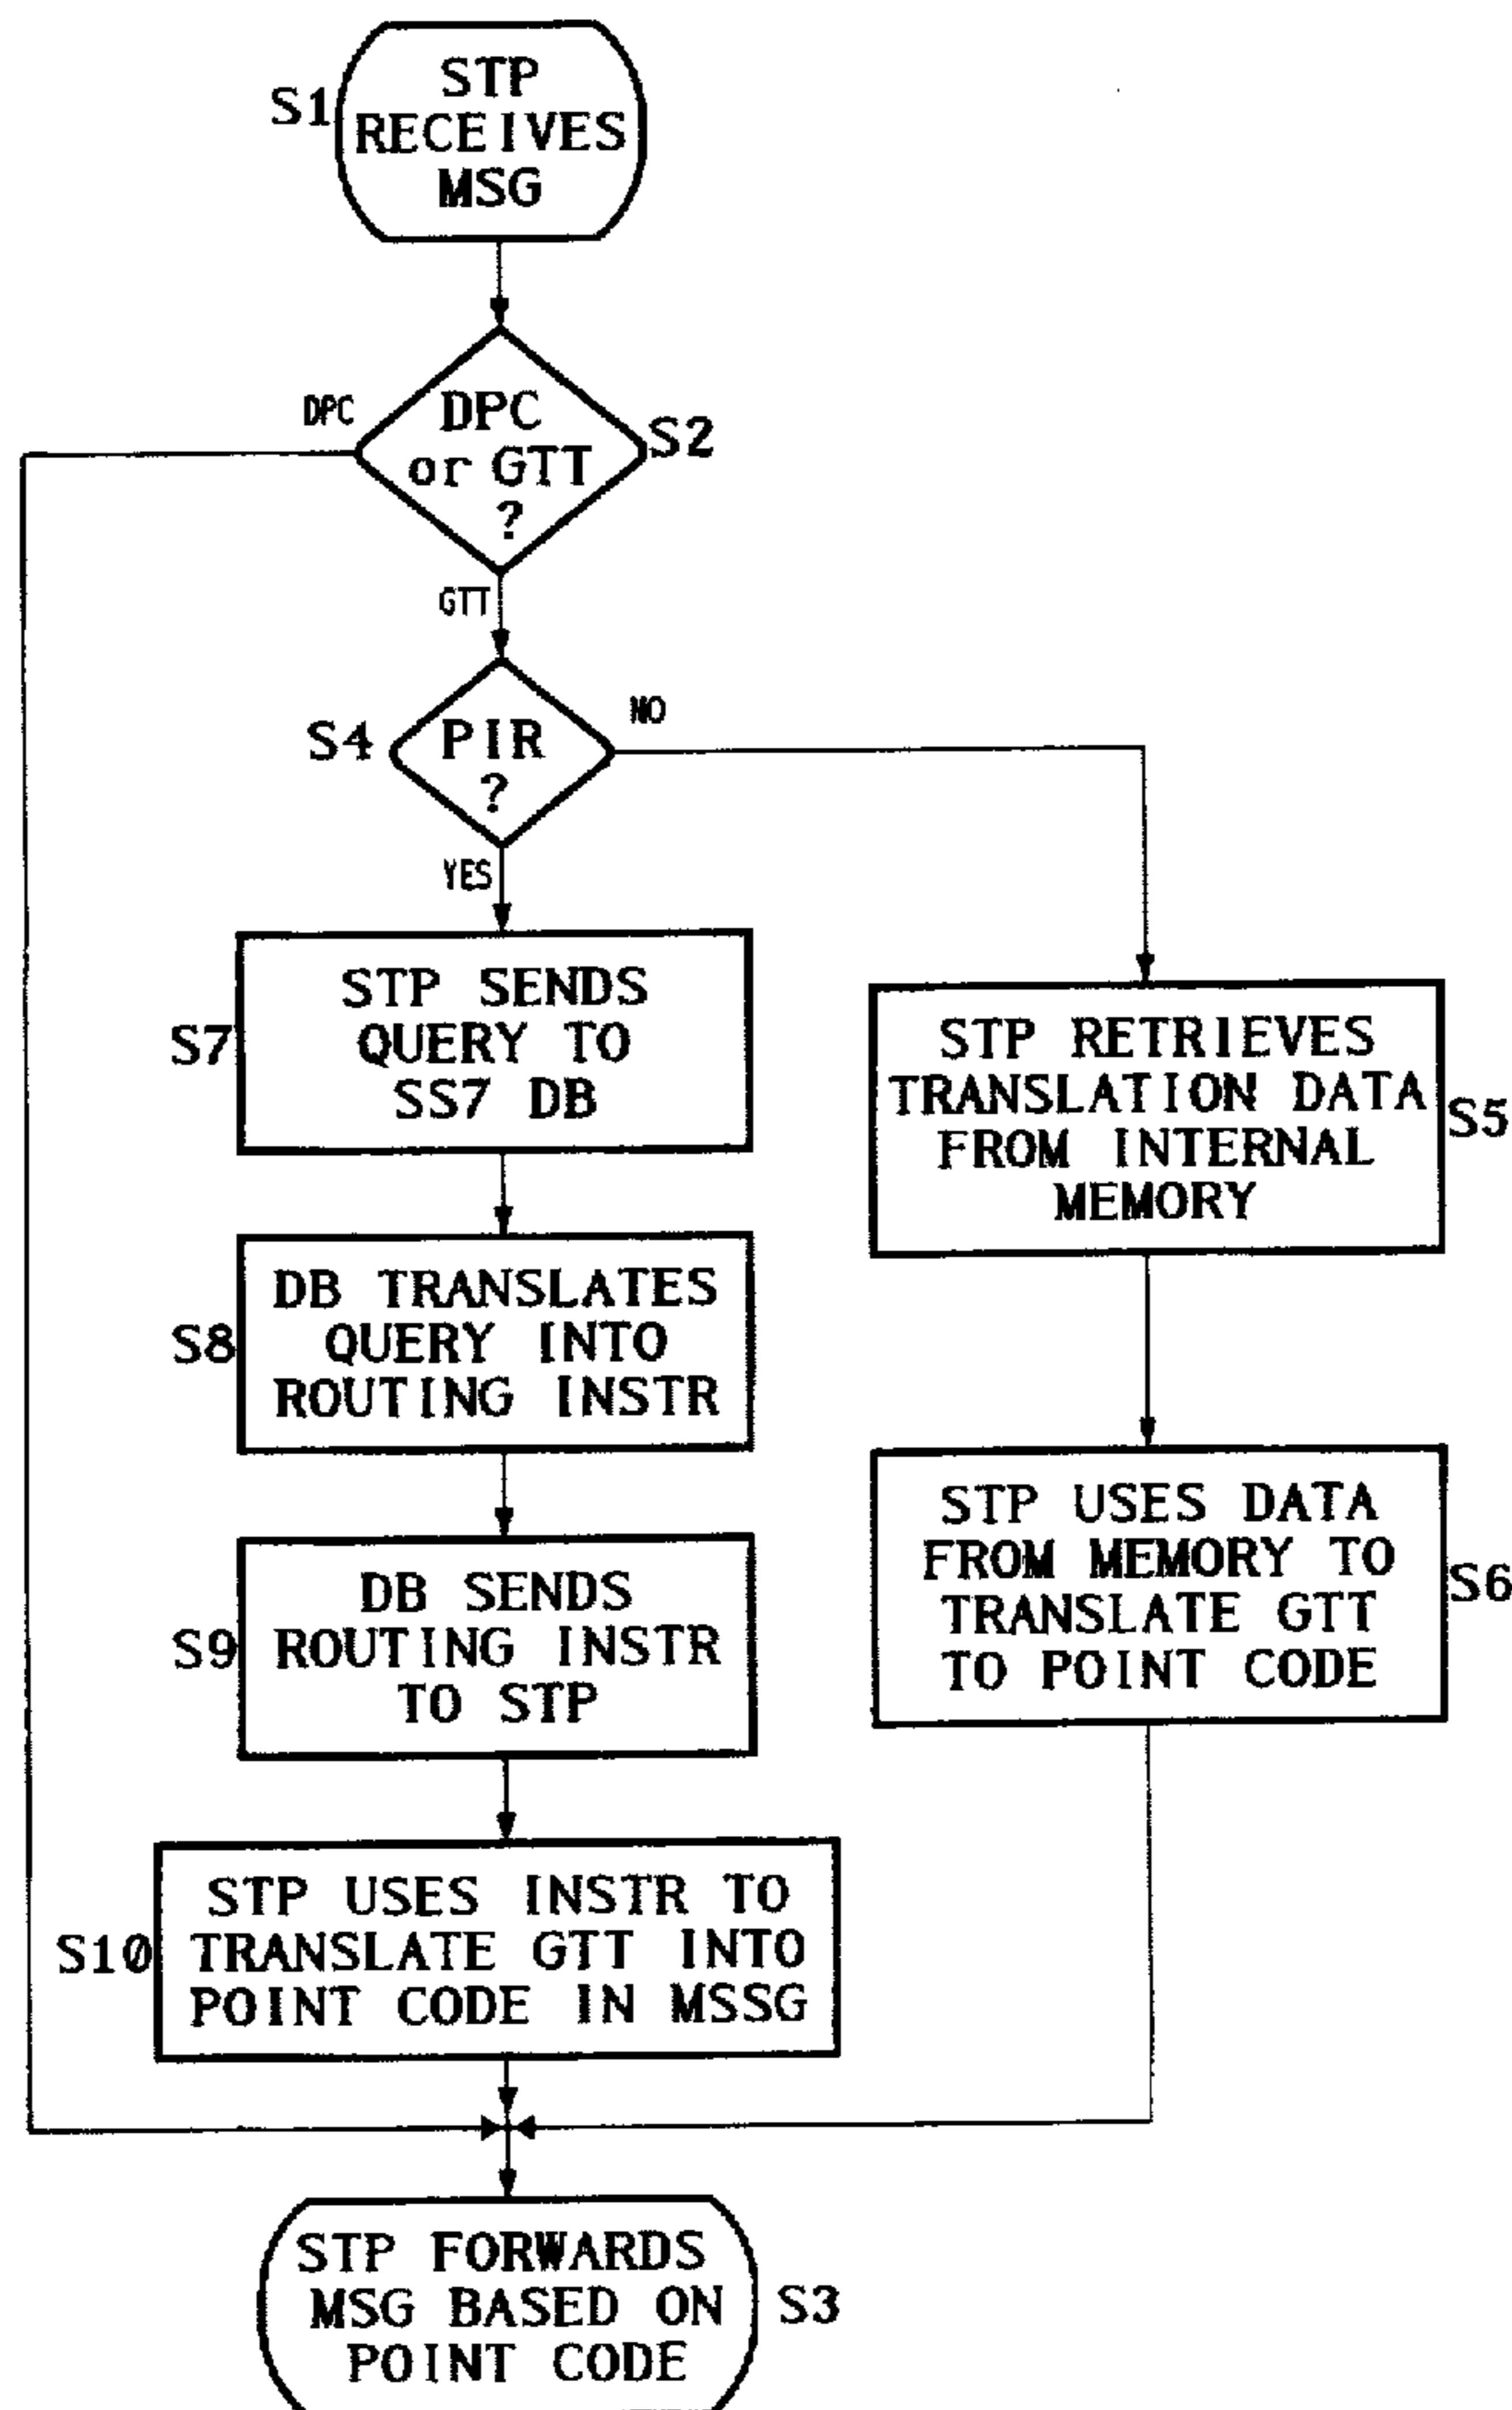 S1
STP
RECEIVES
MSG
DPC
DPC
or GTT
?
S2
GTT
S4
PIR
?
NO
YES
S7
STP SENDS
QUERY TO
SS7 DB
STP RETRIEVES
TRANSLATION DATA
FROM INTERNAL
MEMORY
S5
S8
DB TRANSLATES
QUERY INTO
ROUTING INSTR
STP USES DATA
FROM MEMORY TO
TRANSLATE GTT
TO POINT CODE
S6
S9
DB SENDS
ROUTING INSTR
TO STP
S10
STP USES INSTR TO
TRANSLATE GTT INTO
POINT CODE IN MSSG
STP FORWARDS
MSG BASED ON
POINT CODE
S3